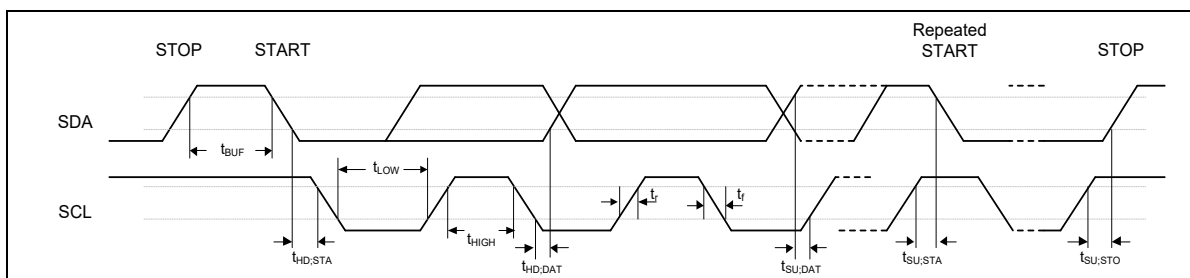 STOP
START
Repeated
START
STOP
SDA
tBUF
tLOW
SCL
tr
tf
tHIGH
tHD;STA
tHD;DAT
tSU;DAT
tSU;STA
tSU;STO